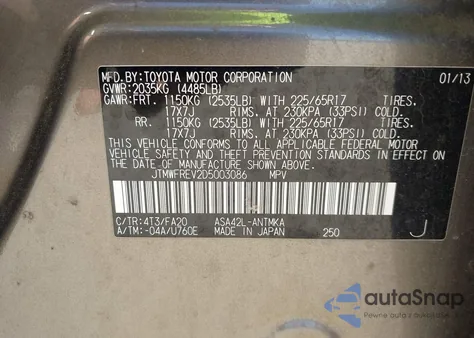 MFD.BY:TOYOTA MOTOR CORPORATION 01/13
GVWR:2035KG (4485LB)
GAWR:FRT. 1150KG (2535LB) WITH 225/65R17 TIRES,
17X7J RIMS, AT 230KPA (33PSI) COLD
RR. 1150KG (2535LB) WITH 225/65R17 TIRES,
17X7J RIMS, AT 230KPA (33PSI) COLD
THIS VEHICLE CONFORMS TO ALL APPLICABLE FEDERAL MOTOR
VEHICLE SAFETY AND THEFT PREVENTION STANDARDS IN EFFECT
ON THE DATE OF MANUFACTURE SHOWN ABOVE.
JTMWFREV2D5003086 MPV
C/TR:4T3/FA20 ASA42L-ANTMKA
A/TM:-04A/U760E MADE IN JAPAN 250 J
autoSnap
Pewne auta z